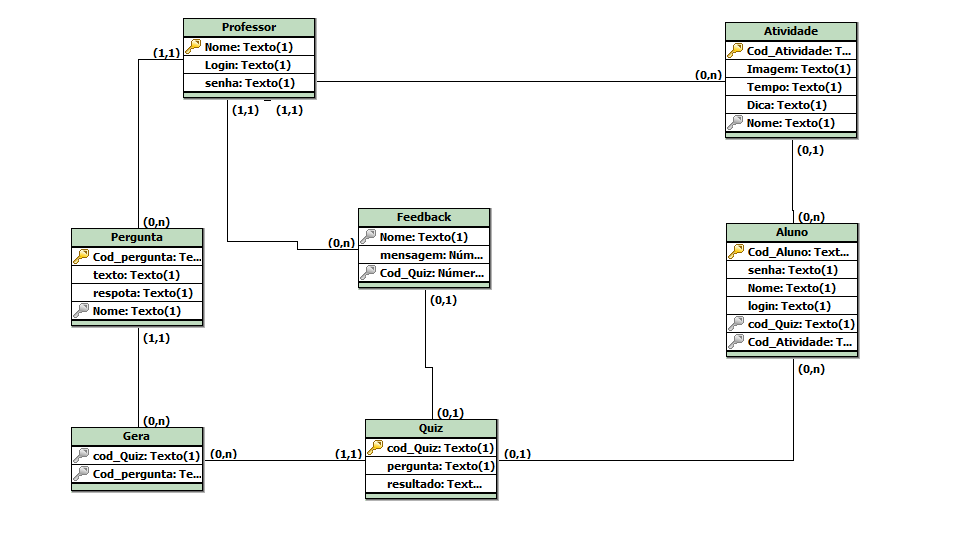 Professor
Nome: Texto(1)
Login: Texto(1)
senha: Texto(1)
(1,1)
(1,1)
(1,1)
(0,n)
Atividade
Cod_Atividade: T...
Imagem: Texto(1)
Tempo: Texto(1)
Dica: Texto(1)
Nome: Texto(1)
(0,1)
(0,n)
Pergunta
Cod_pergunta: Te...
texto: Texto(1)
respota: Texto(1)
Nome: Texto(1)
(1,1)
(0,n)
Feedback
Nome: Texto(1)
mensagem: Núm...
Cod_Quiz: Númer...
(0,1)
(0,n)
Aluno
Cod_Aluno: Text...
senha: Texto(1)
Nome: Texto(1)
login: Texto(1)
cod_Quiz: Texto(1)
Cod_Atividade: T...
(0,n)
(0,n)
Gera
cod_Quiz: Texto(1)
Cod_pergunta: Te...
(0,n)
(1,1)
(0,1)
Quiz
cod_Quiz: Texto(1)
pergunta: Texto(1)
resultado: Text...
(0,1)